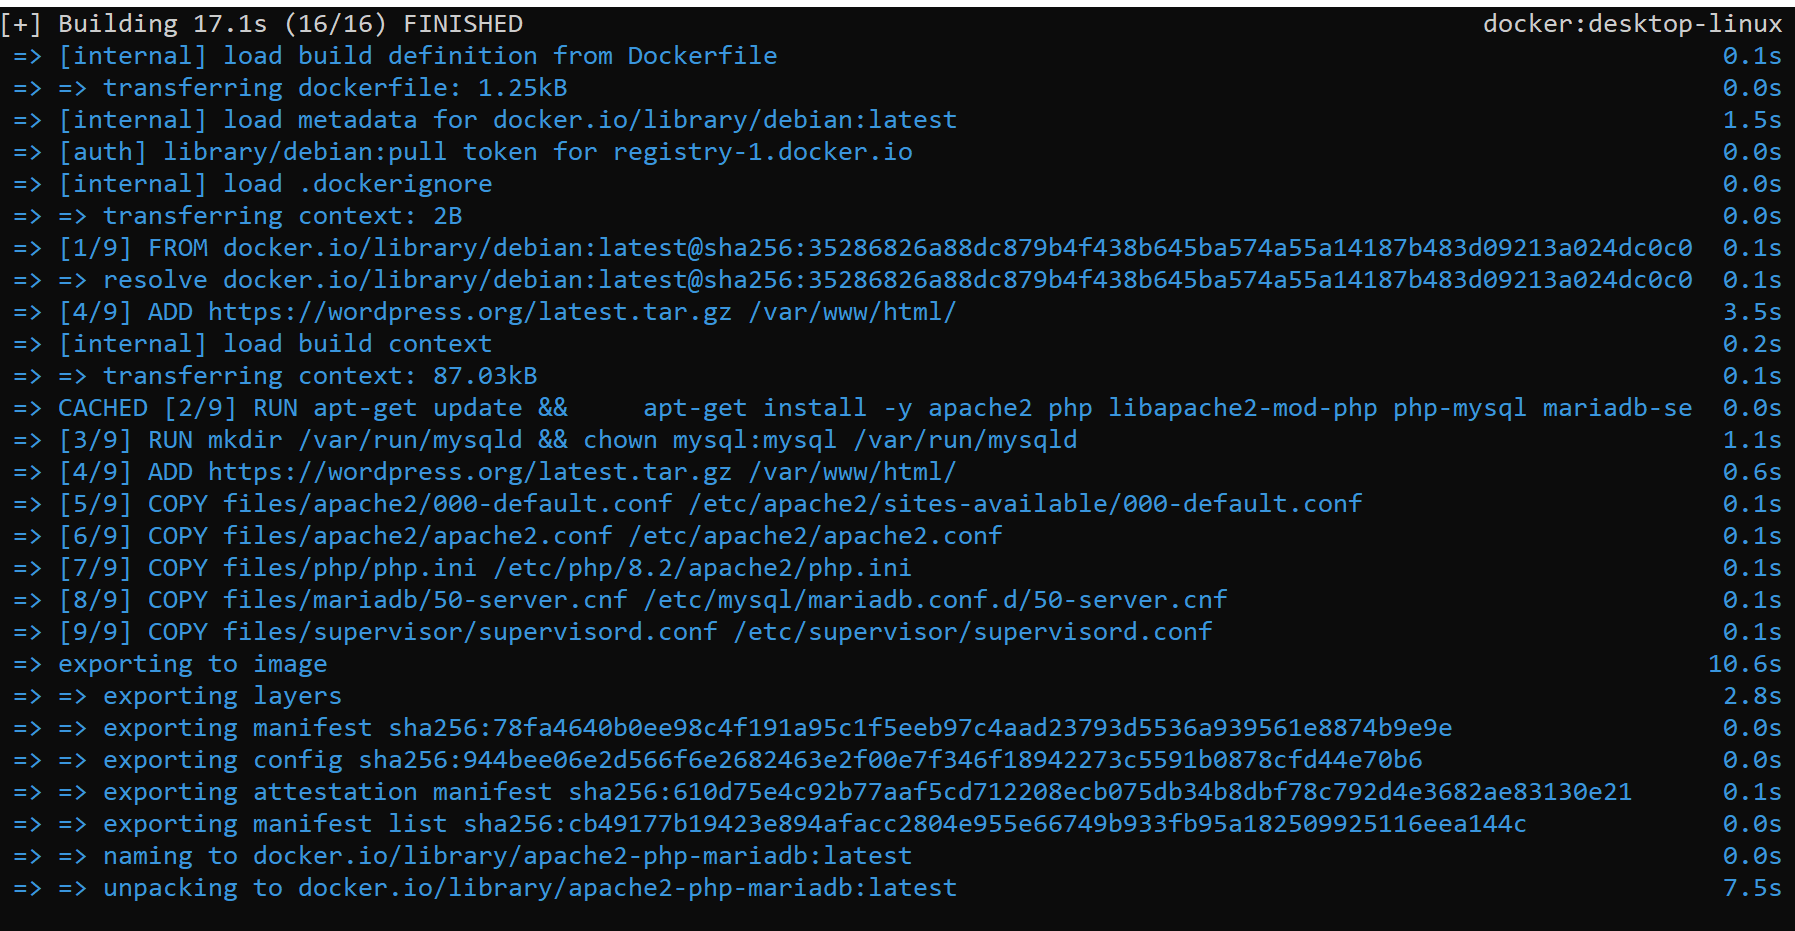 [+] Building 17.1s (16/16) FINISHED docker:desktop-linux
=> [internal] load build definition from Dockerfile 0.1s
=> => transferring dockerfile: 1.25kB 0.0s
=> [internal] load metadata for docker.io/library/debian:latest 1.5s
=> [auth] library/debian:pull token for registry-1.docker.io 0.0s
=> [internal] load .dockerignore 0.0s
=> => transferring context: 2B 0.0s
=> [1/9] FROM docker.io/library/debian:latest@sha256:35286826a88dc879b4f438b645ba574a55a14187b483d09213a024dc0c0 0.1s
=> => resolve docker.io/library/debian:latest@sha256:35286826a88dc879b4f438b645ba574a55a14187b483d09213a024dc0c0 0.1s
=> [4/9] ADD https://wordpress.org/latest.tar.gz /var/www/html/ 3.5s
=> [internal] load build context 0.2s
=> => transferring context: 87.03kB 0.1s
=> CACHED [2/9] RUN apt-get update &&     apt-get install -y apache2 php libapache2-mod-php php-mysql mariadb-se 0.0s
=> [3/9] RUN mkdir /var/run/mysqld && chown mysql:mysql /var/run/mysqld 1.1s
=> [4/9] ADD https://wordpress.org/latest.tar.gz /var/www/html/ 0.6s
=> [5/9] COPY files/apache2/000-default.conf /etc/apache2/sites-available/000-default.conf 0.1s
=> [6/9] COPY files/apache2/apache2.conf /etc/apache2/apache2.conf 0.1s
=> [7/9] COPY files/php/php.ini /etc/php/8.2/apache2/php.ini 0.1s
=> [8/9] COPY files/mariadb/50-server.cnf /etc/mysql/mariadb.conf.d/50-server.cnf 0.1s
=> [9/9] COPY files/supervisor/supervisord.conf /etc/supervisor/supervisord.conf 0.1s
=> exporting to image 10.6s
=> => exporting layers 2.8s
=> => exporting manifest sha256:78fa4640b0ee98c4f191a95c1f5eeb97c4aad23793d5536a939561e8874b9e9e 0.0s
=> => exporting config sha256:944bee06e2d566f6e2682463e2f00e7f346f18942273c5591b0878cfd44e70b6 0.0s
=> => exporting attestation manifest sha256:610d75e4c92b77aaf5cd712208ecb075db34b8dbf78c792d4e3682ae83130e21 0.1s
=> => exporting manifest list sha256:cb49177b19423e894afacc2804e955e66749b933fb95a182509925116eea144c 0.0s
=> => naming to docker.io/library/apache2-php-mariadb:latest 0.0s
=> => unpacking to docker.io/library/apache2-php-mariadb:latest 7.5s